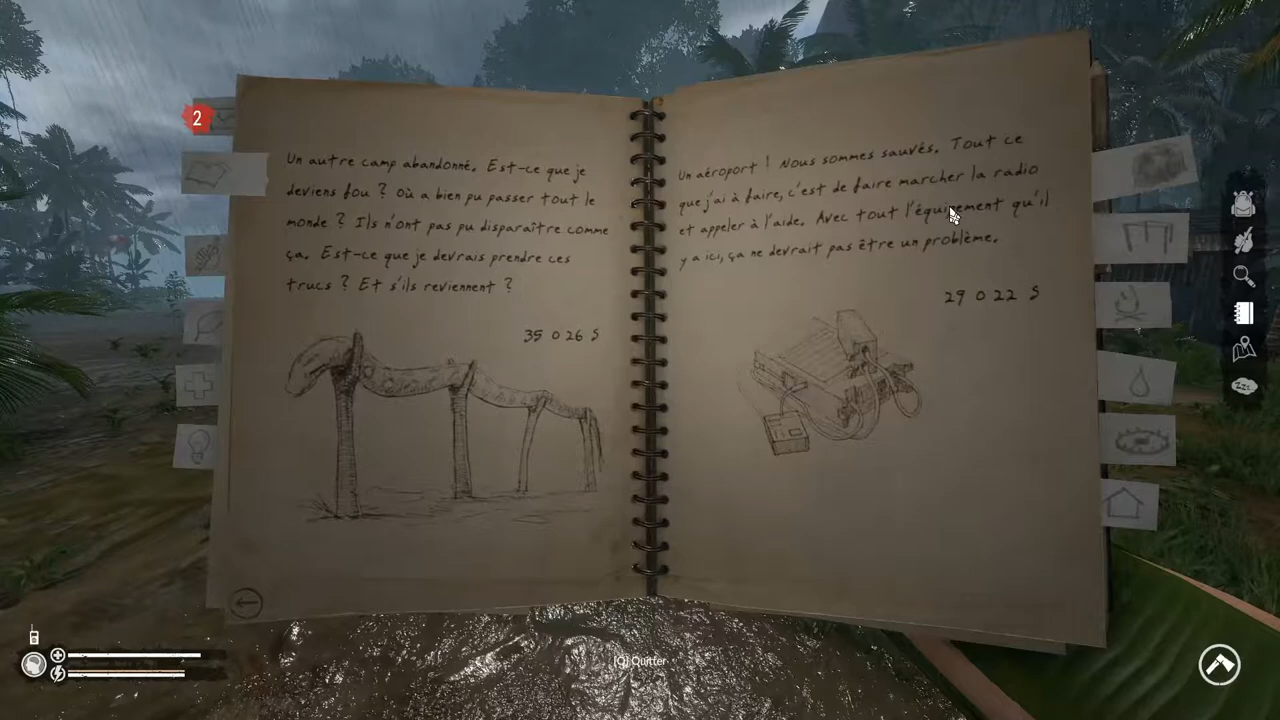 2
Un autre camp abandonné. Est-ce que je
deviens fou ? Où a bien pu passer tout le
monde ? Ils n'ont pas pu disparaître comme
ça. Est-ce que je devrais prendre ces
trucs ? Et s'ils reviennent ?
35 0 26 S
Un aéroport ! Nous sommes sauvés. Tout ce
que j'ai à faire, c'est de faire marcher la radio
et appeler à l'aide. Avec tout l'équipement qu'il
y a ici, ça ne devrait pas être un problème.
29 0 22 S
[Q] Quitter